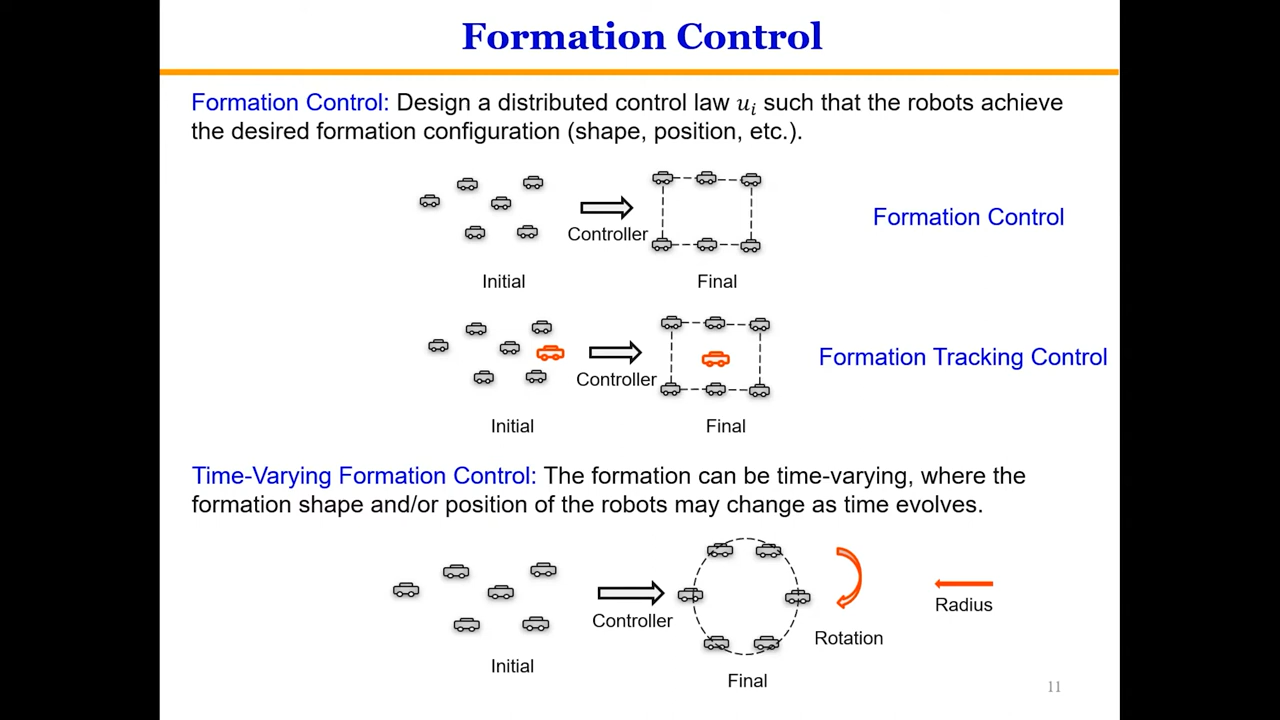 Formation Control
Formation Control: Design a distributed control law u_i such that the robots achieve
the desired formation configuration (shape, position, etc.).
Controller
Formation Control
Initial
Final
Controller
Formation Tracking Control
Initial
Final
Time-Varying Formation Control: The formation can be time-varying, where the
formation shape and/or position of the robots may change as time evolves.
Controller
Rotation
Radius
Initial
Final
11